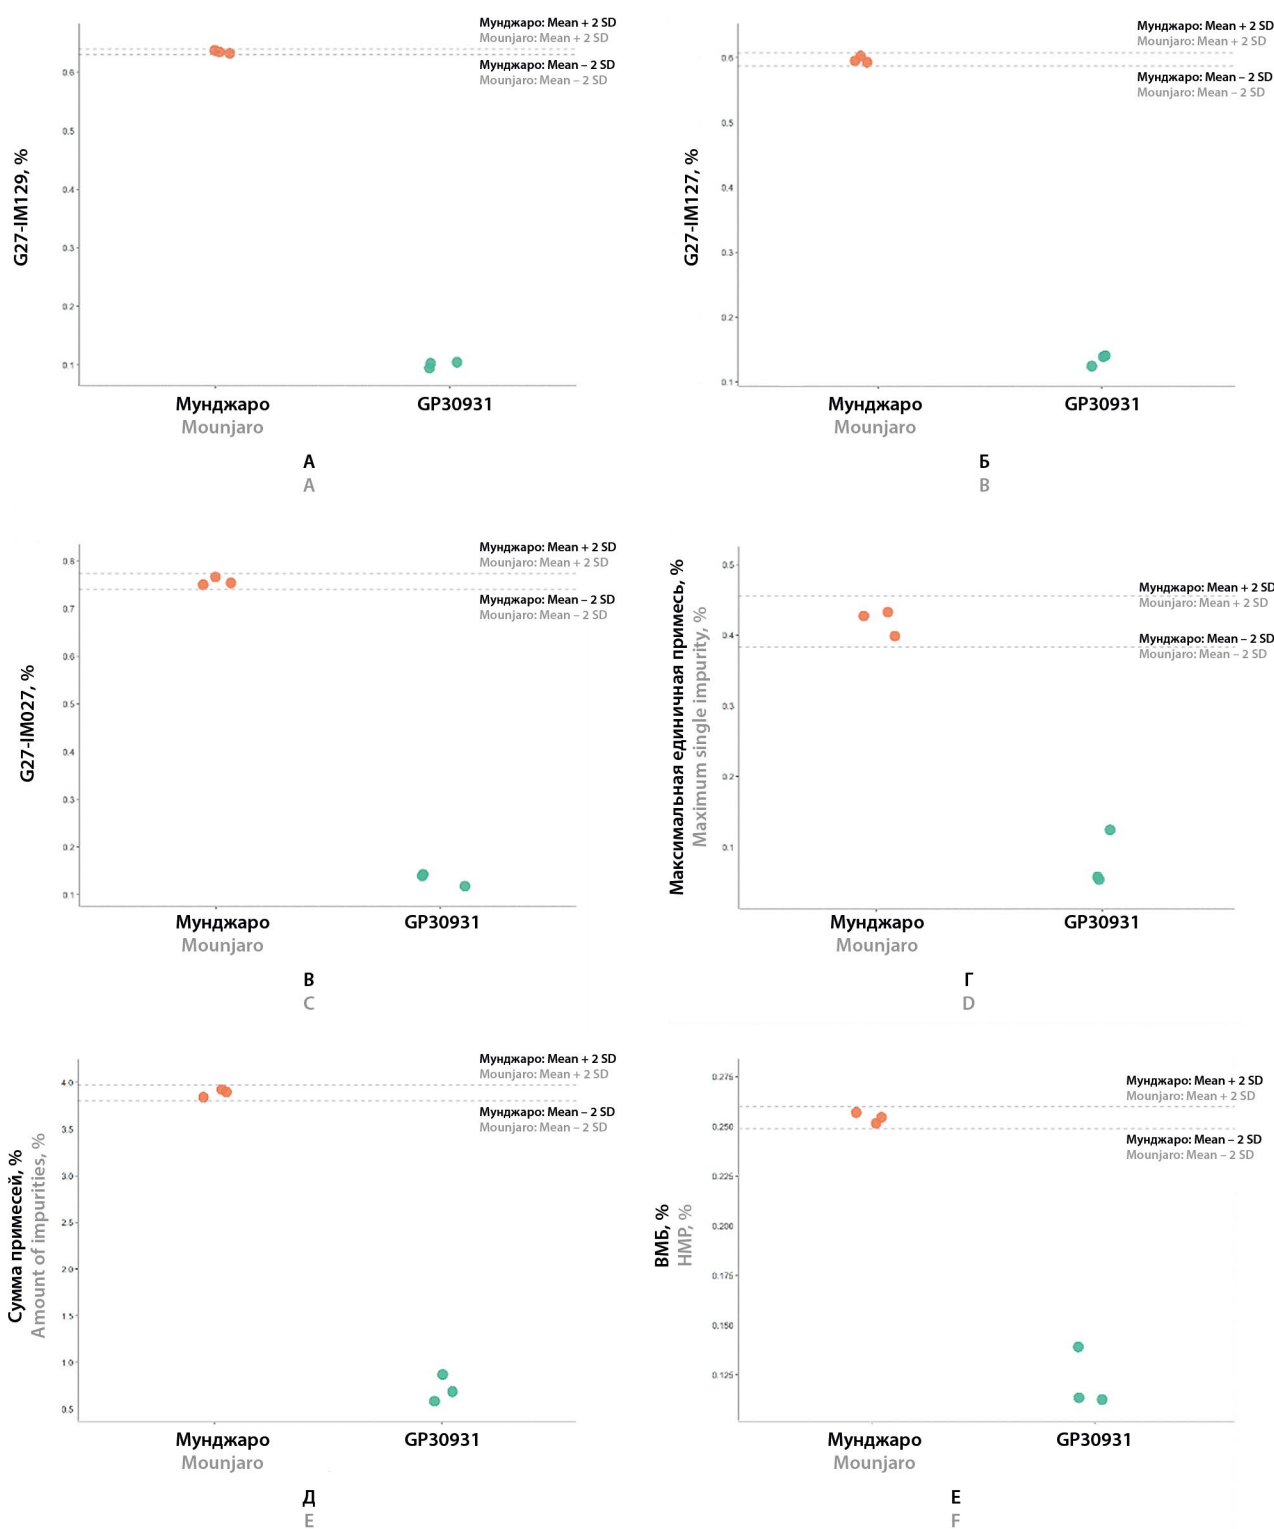 Мунджаро: Mean + 2 SD
Mounjaro: Mean + 2 SD
Мунджаро: Mean – 2 SD
Mounjaro: Mean – 2 SD
G27-IM129, %
0.6
0.5
0.4
0.3
0.2
0.1
Мунджаро
Mounjaro
GP30931
А
A
Мунджаро: Mean + 2 SD
Mounjaro: Mean + 2 SD
Мунджаро: Mean – 2 SD
Mounjaro: Mean – 2 SD
G27-IM127, %
0.6
0.5
0.4
0.3
0.2
0.1
Мунджаро
Mounjaro
GP30931
Б
B
Мунджаро: Mean + 2 SD
Mounjaro: Mean + 2 SD
Мунджаро: Mean – 2 SD
Mounjaro: Mean – 2 SD
G27-IM027, %
0.8
0.7
0.6
0.5
0.4
0.3
0.2
0.1
Мунджаро
Mounjaro
GP30931
В
C
Мунджаро: Mean + 2 SD
Mounjaro: Mean + 2 SD
Мунджаро: Mean – 2 SD
Mounjaro: Mean – 2 SD
Максимальная единичная примесь, %
Maximum single impurity, %
0.5
0.4
0.3
0.2
0.1
Мунджаро
Mounjaro
GP30931
Г
D
Мунджаро: Mean + 2 SD
Mounjaro: Mean + 2 SD
Мунджаро: Mean – 2 SD
Mounjaro: Mean – 2 SD
Сумма примесей, %
Amount of impurities, %
4.0
3.5
3.0
2.5
2.0
1.5
1.0
0.5
Мунджаро
Mounjaro
GP30931
Д
E
Мунджаро: Mean + 2 SD
Mounjaro: Mean + 2 SD
Мунджаро: Mean – 2 SD
Mounjaro: Mean – 2 SD
ВМБ, %
HMP, %
0.275
0.250
0.225
0.200
0.175
0.150
0.125
Мунджаро
Mounjaro
GP30931
Е
F